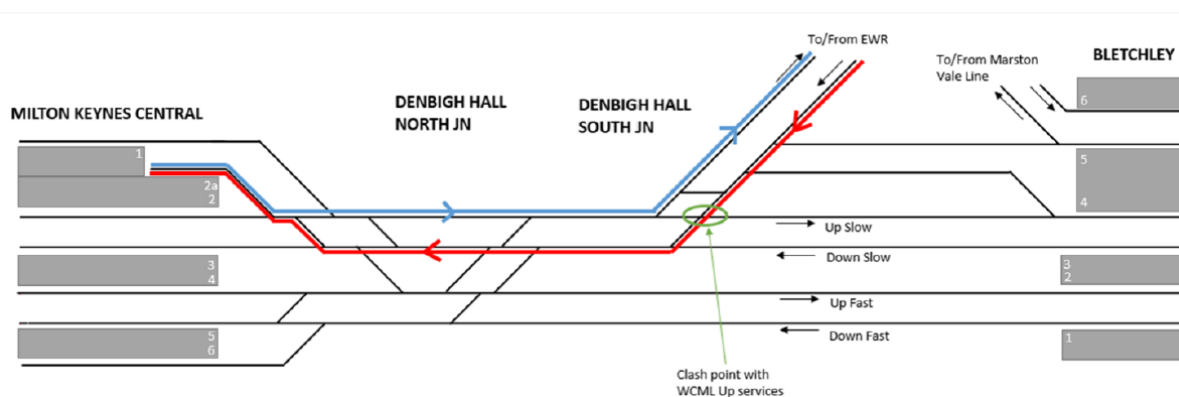 To/From EWR
BLETCHLEY
To/From Marston
Vale Line
6
DENBIGH HALL
NORTH JN
DENBIGH HALL
SOUTH JN
MILTON KEYNES CENTRAL
1
2a
2
5
4
Up Slow
Down Slow
3
4
3
2
Up Fast
Down Fast
5
6
1
Clash point with
WCML Up services